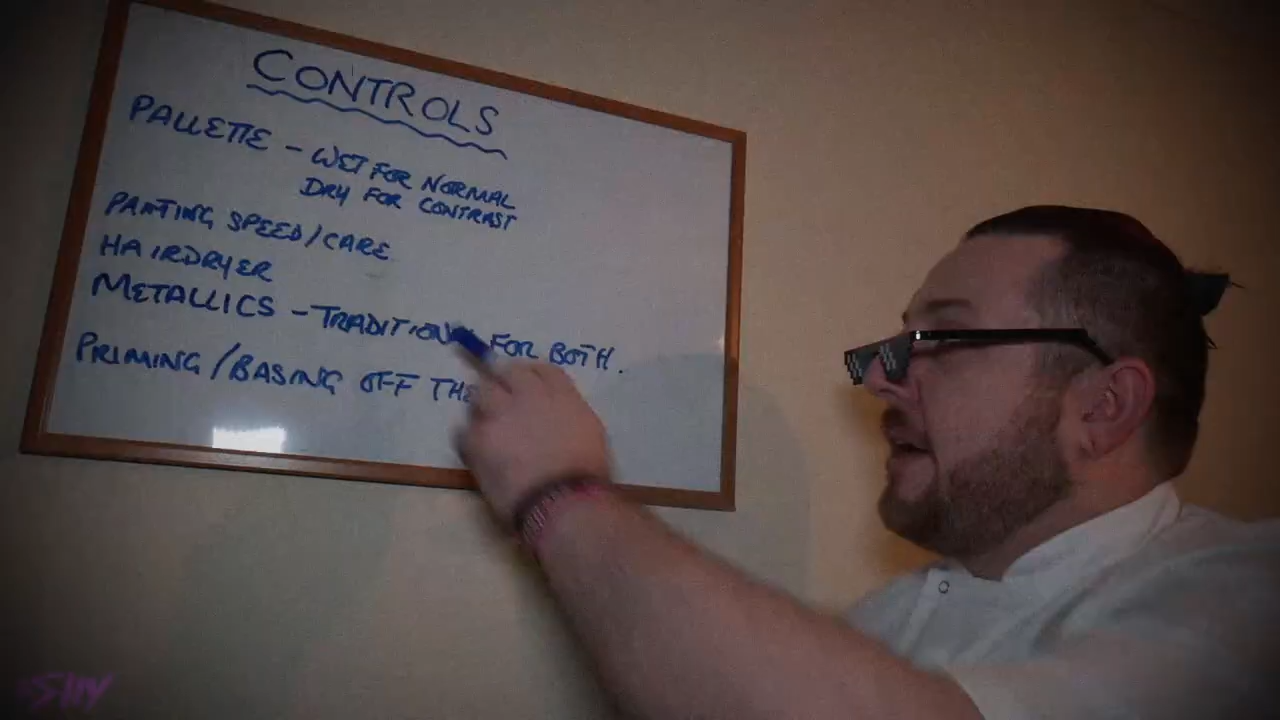 CONTROLS
PALLETTE - WET FOR NORMAL
DRY FOR CONTRAST
PANTING SPEED/CARE
HAIRDRYER
METALLICS - TRADITIONAL FOR BOTH.
PRIMING/BASING OFF THE